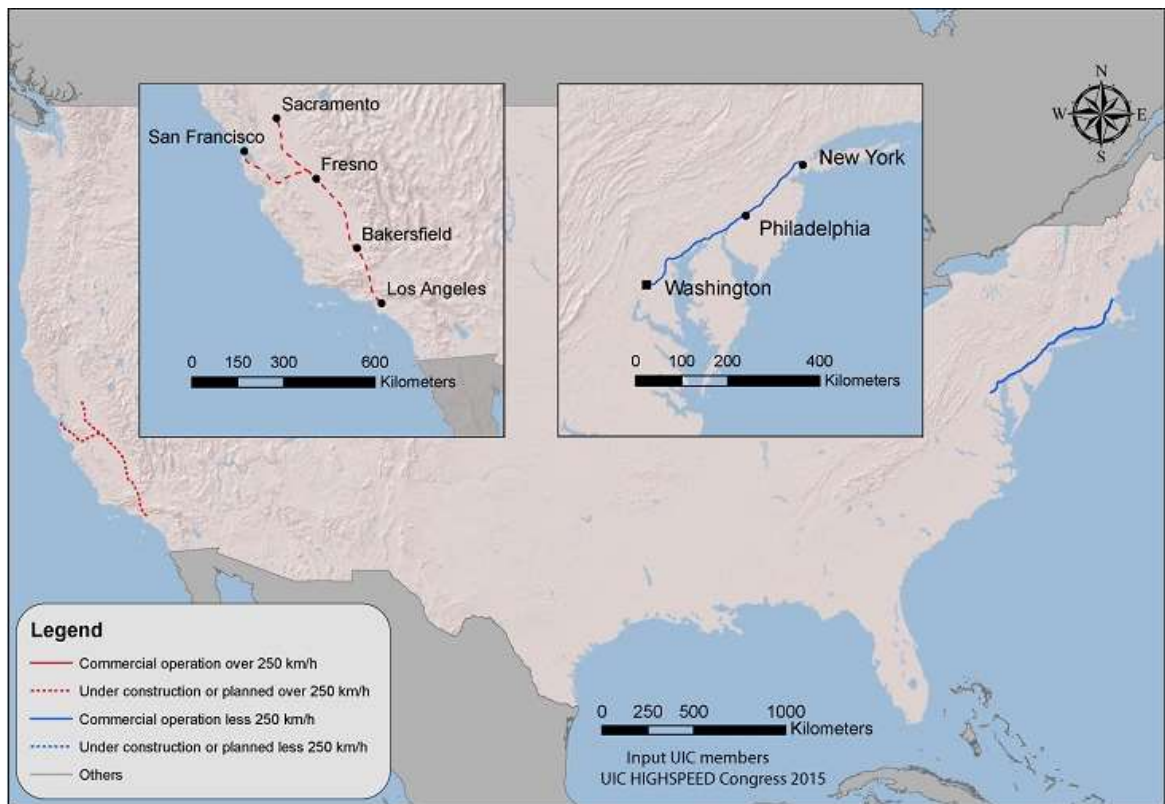 N
W E
S
Sacramento
San Francisco
Fresno
Bakersfield
Los Angeles
0 150 300 600
Kilometers
New York
Philadelphia
Washington
0 100 200 400
Kilometers
Legend
Commercial operation over 250 km/h
Under construction or planned over 250 km/h
Commercial operation less 250 km/h
Under construction or planned less 250 km/h
Others
0 250 500 1000
Kilometers
Input UIC members
UIC HIGHSPEED Congress 2015